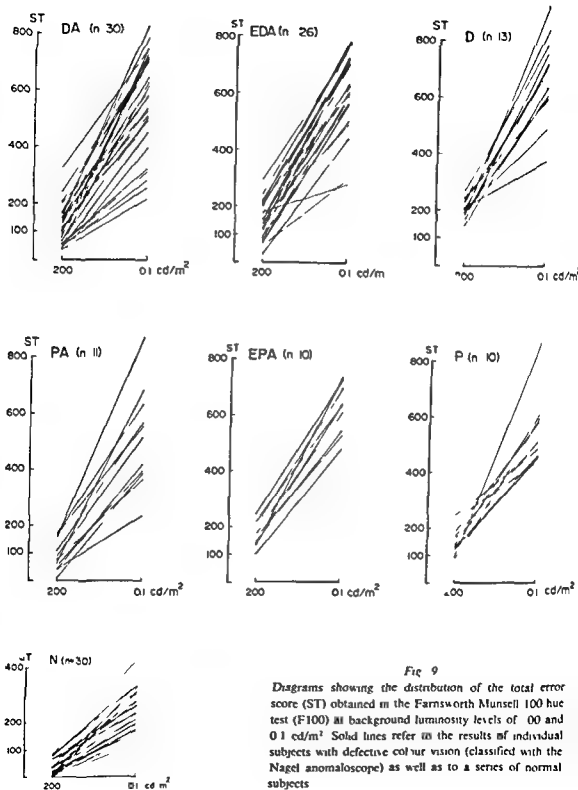 ST
DA (n 30)
800
600
400
200
100
200 01 cd/m²
ST
EDA (n 26)
800
600
400
200
100
200 01 cd/m
ST
D (n 13)
800
600
400
200
100
00 01 cd/m²
ST
PA (n 11)
800
600
400
200
100
200 01 cd/m²
ST
EPA (n 10)
800
600
400
200
100
200 01 cd/m²
ST
P (n 10)
800
600
400
200
100
00 01 cd/m²
T
N (n=30)
400
200
100
200 01 cd m²
Fig 9
Diagrams showing the distribution of the total error
score (ST) obtained in the Farnsworth Munsell 100 hue
test (F100) at background luminosity levels of 00 and
0 1 cd/m² Solid lines refer to the results of individual
subjects with defective colour vision (classified with the
Nagel anomaloscope) as well as to a series of normal
subjects